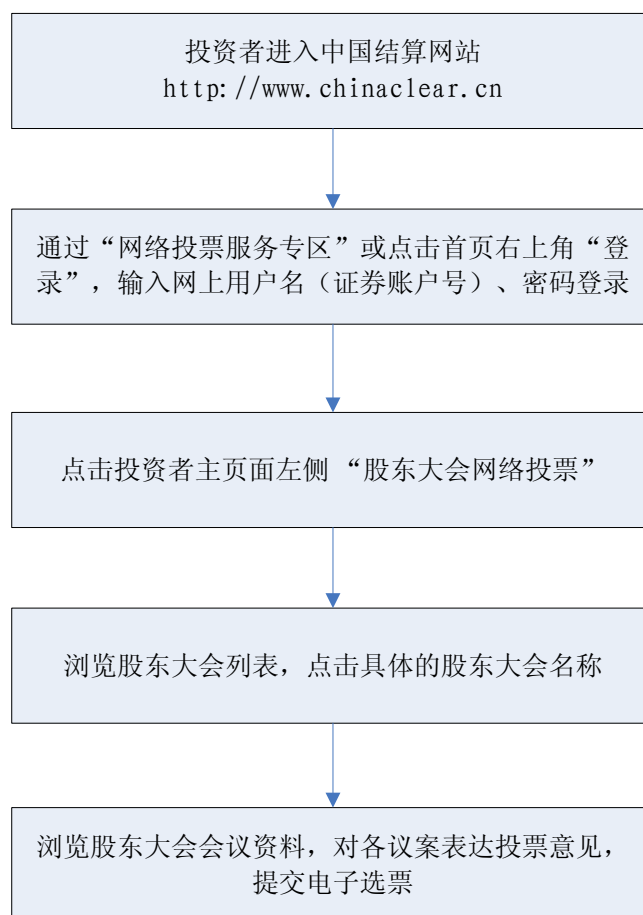 投资者进入中国结算网站
http://www.chinaclear.cn
通过“网络投票服务专区”或点击首页右上角“登
录”，输入网上用户名（证券账户号）、密码登录
点击投资者主页面左侧 “股东大会网络投票”
浏览股东大会列表，点击具体的股东大会名称
浏览股东大会会议资料，对各议案表达投票意见，
提交电子选票